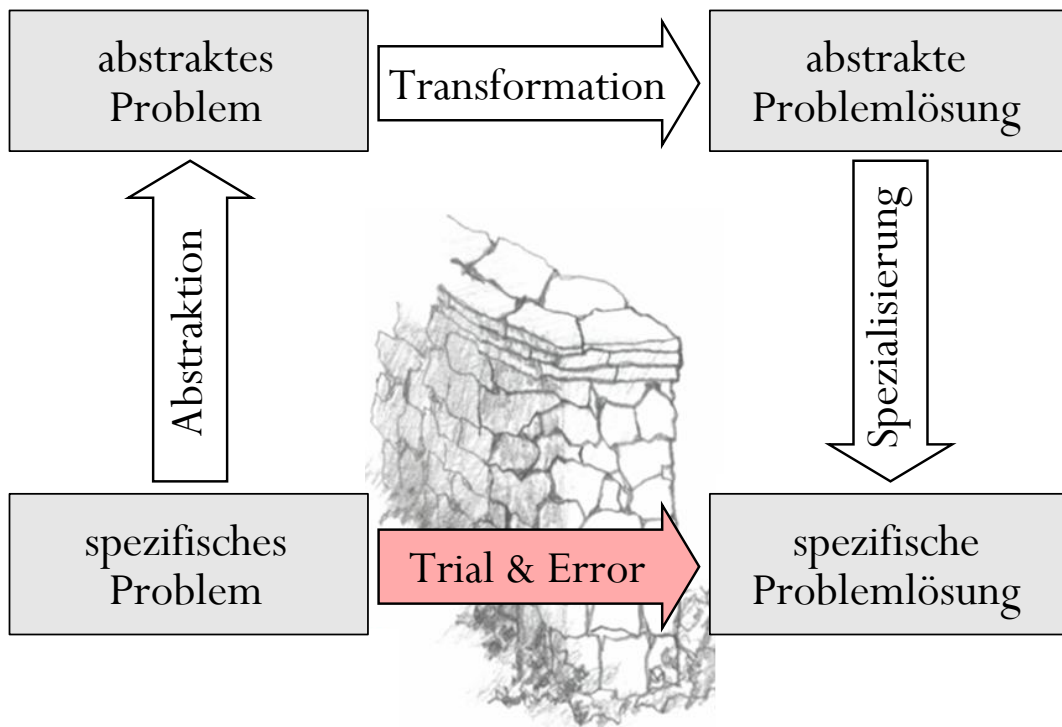 abstraktes
Problem
Transformation
abstrakte
Problemlösung
Abstraktion
Spezialisierung
spezifisches
Problem
Trial & Error
spezifische
Problemlösung